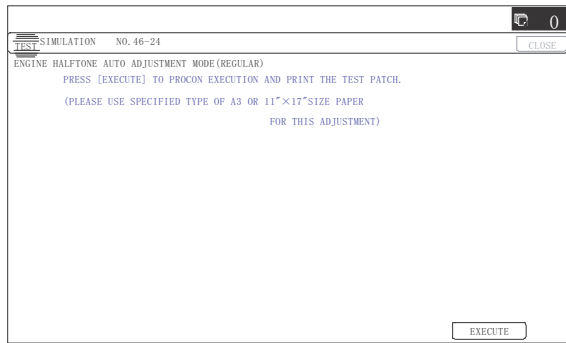 0
TEST SIMULATION NO.46-24
CLOSE
ENGINE HALFTONE AUTO ADJUSTMENT MODE(REGULAR)
PRESS [EXECUTE] TO PROCON EXECUTION AND PRINT THE TEST PATCH.
(PLEASE USE SPECIFIED TYPE OF A3 OR 11"×17"SIZE PAPER
FOR THIS ADJUSTMENT)
EXECUTE